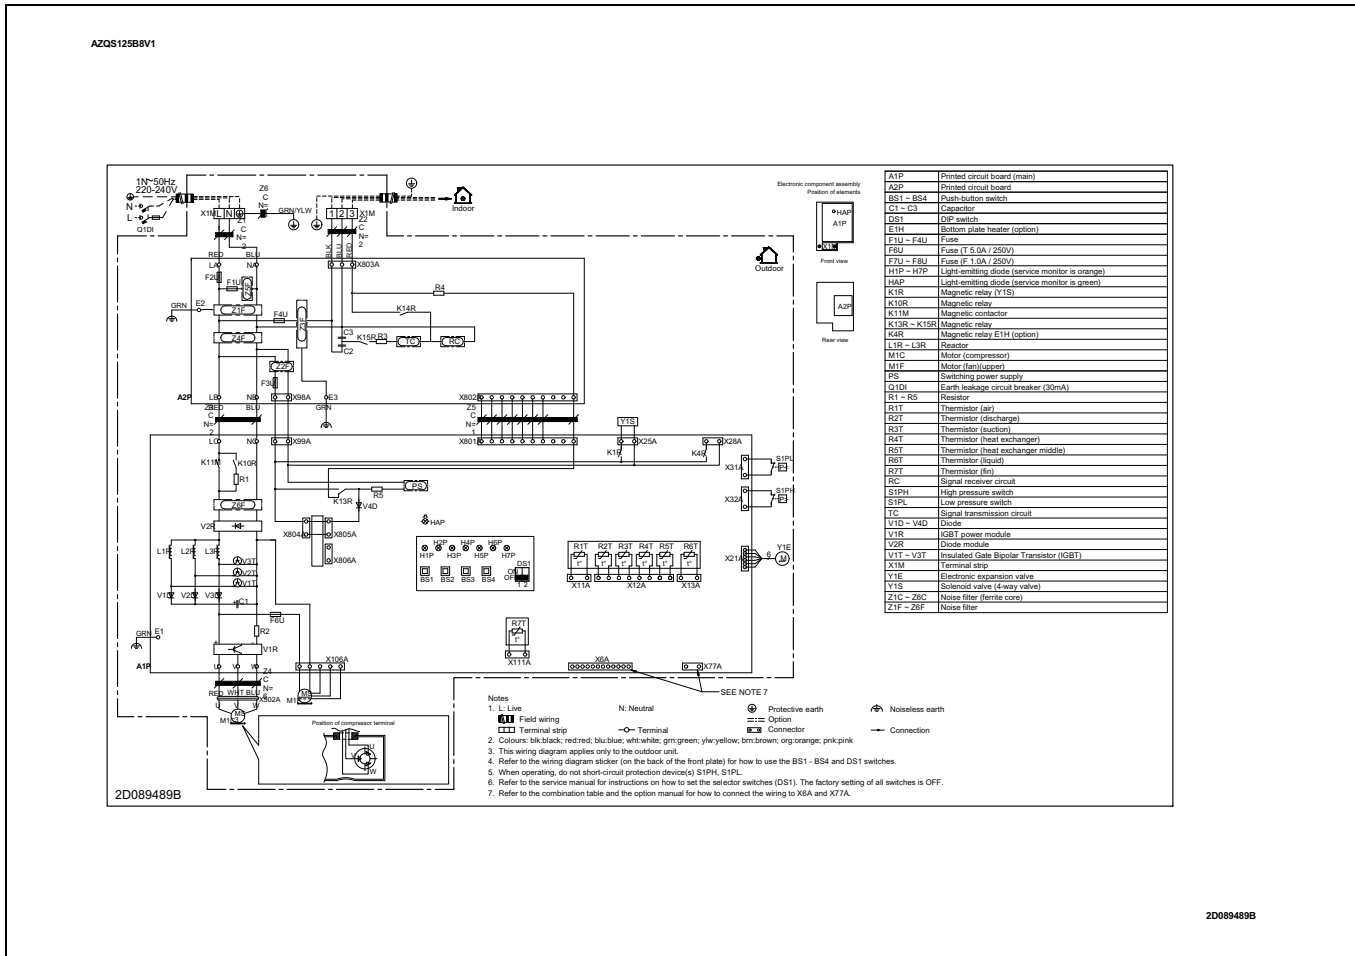 AZQS125B8V1
1N~50Hz
220-240V
N
L
Q1DI
X1M L N
Z6
C
N=
GRN/YLW
1 2 3 X1M
Indoor
Z1
C
N=
2
Z2
C
N=
2
RED BLU
BLK
BLU
RED
LA NA
X803A
F2U
F1U
Z5F
GRN E2
Z1F
F4U
Z3F
Z4F
R4
K14R
C3
K15R R3
TC
RC
C2
Z2F
F3U
A2P
LB NB
X98A
E3
X802A
RED BLU
C
N=
2
GRN
Z5
C
N=
1
LC NC
X99A
X801A
Y1S
X25A
X28A
K1R
K4R
K11M
K10R
R1
Z6F
V2R
K13R
R5
PS
V4D
X804A
X805A
X806A
HAP
X31A
S1PL
X32A
S1PH
L1R L2R L3R
V3T
V2T
V1T
V1D V2D V3D
C1
F6U
R2
GRN E1
V1R
A1P
H2P H4P H6P
H1P H3P H5P H7P
BS1 BS2 BS3 BS4
DS1
ON
OFF
1 2
R1T R2T R3T R4T R5T R6T
t° t° t° t° t° t°
X11A X12A X13A
X21A
6
Y1E
M
R7T
t°
X111A
X6A
X77A
SEE NOTE 7
U V W
X106A
Z4
C
N=
RED WHT BLU
X802A
U V W
MS
Position of compressor terminal
U
V
W
2D089489B
Outdoor
Electronic component assembly
Position of elements
HAP
A1P
X1M
Front view
A2P
Rear view
A1P Printed circuit board (main)
A2P Printed circuit board
BS1 ~ BS4 Push-button switch
C1 ~ C3 Capacitor
DS1 DIP switch
E1H Bottom plate heater (option)
F1U ~ F4U Fuse
F6U Fuse (T 5.0A / 250V)
F7U ~ F8U Fuse (F 1.0A / 250V)
H1P ~ H7P Light-emitting diode (service monitor is orange)
HAP Light-emitting diode (service monitor is green)
K1R Magnetic relay (Y1S)
K10R Magnetic relay
K11M Magnetic contactor
K13R ~ K15R Magnetic relay
K4R Magnetic relay E1H (option)
L1R ~ L3R Reactor
M1C Motor (compressor)
M1F Motor (fan)(upper)
PS Switching power supply
Q1DI Earth leakage circuit breaker (30mA)
R1 ~ R5 Resistor
R1T Thermistor (air)
R2T Thermistor (discharge)
R3T Thermistor (suction)
R4T Thermistor (heat exchanger)
R5T Thermistor (heat exchanger middle)
R6T Thermistor (liquid)
R7T Thermistor (fin)
RC Signal receiver circuit
S1PH High pressure switch
S1PL Low pressure switch
TC Signal transmission circuit
V1D ~ V4D Diode
V1R IGBT power module
V2R Diode module
V1T ~ V3T Insulated Gate Bipolar Transistor (IGBT)
X1M Terminal strip
Y1E Electronic expansion valve
Y1S Solenoid valve (4-way valve)
Z1C ~ Z6C Noise filter (ferrite core)
Z1F ~ Z6F Noise filter
Notes
1. L: Live N: Neutral Protective earth Noiseless earth
Field wiring Option
Terminal strip Terminal Connector Connection
2. Colours: blk:black; red:red; blu:blue; wht:white; grn:green; ylw:yellow; brn:brown; org:orange; pnk:pink
3. This wiring diagram applies only to the outdoor unit.
4. Refer to the wiring diagram sticker (on the back of the front plate) for how to use the BS1 - BS4 and DS1 switches.
5. When operating, do not short-circuit protection device(s) S1PH, S1PL.
6. Refer to the service manual for instructions on how to set the selector switches (DS1). The factory setting of all switches is OFF.
7. Refer to the combination table and the option manual for how to connect the wiring to X6A and X77A.
2D089489B